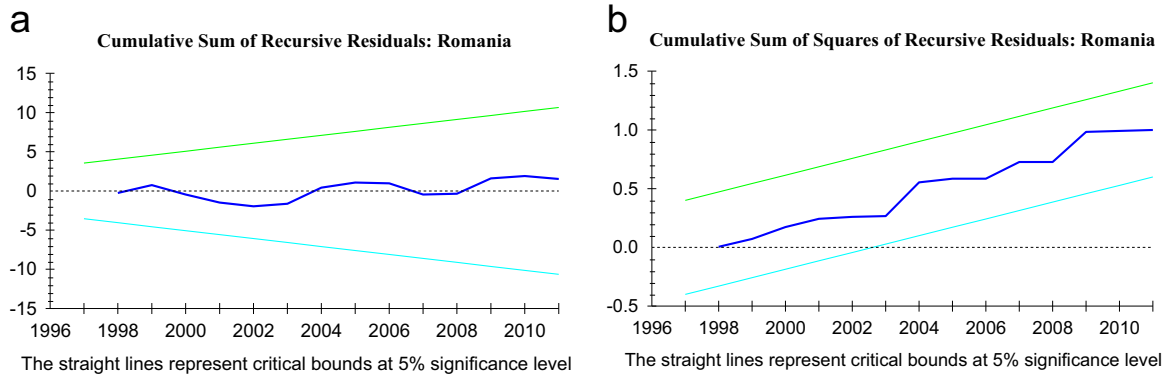 a
Cumulative Sum of Recursive Residuals: Romania
15
10
5
0
-5
-10
-15
1996 1998 2000 2002 2004 2006 2008 2010
The straight lines represent critical bounds at 5% significance level
b
Cumulative Sum of Squares of Recursive Residuals: Romania
1.5
1.0
0.5
0.0
-0.5
1996 1998 2000 2002 2004 2006 2008 2010
The straight lines represent critical bounds at 5% significance level